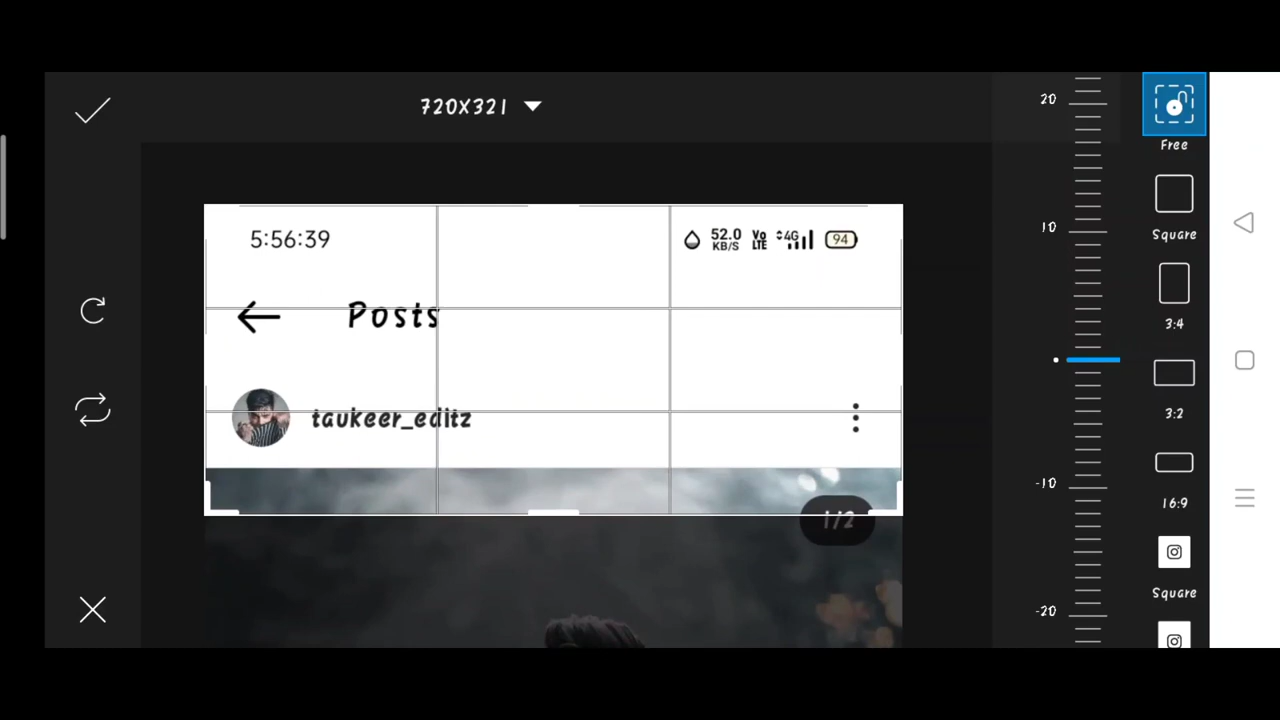 720X321
20
Free
10
Square
5:56:39
52.0
KB/S
Vo
LTE
4G
94
Posts
3:4
3:2
taukeer_editz
-10
16:9
1/2
Square
-20